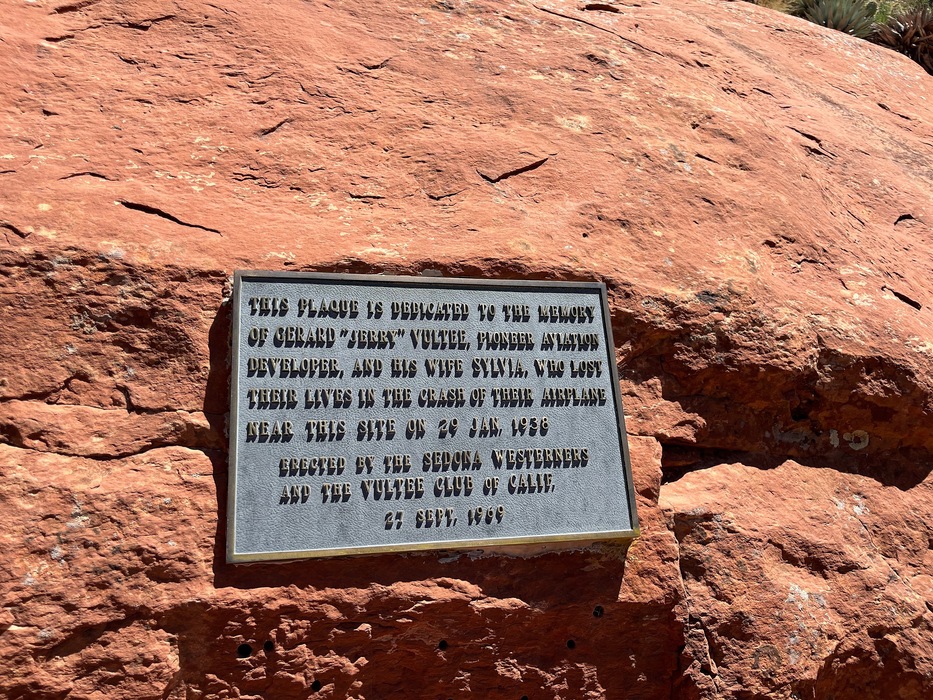 THIS PLAQUE IS DEDICATED TO THE MEMORY
OF GERARD "JERRY" VULTEE, PIONEER AVIATION
DEVELOPER, AND HIS WIFE SYLVIA, WHO LOST
THEIR LIVES IN THE CRASH OF THEIR AIRPLANE
NEAR THIS SITE ON 29 JAN, 1938
ERECTED BY THE SEDONA WESTERNERS
AND THE VULTEE CLUB OF CALIF,
27 SEPT, 1969